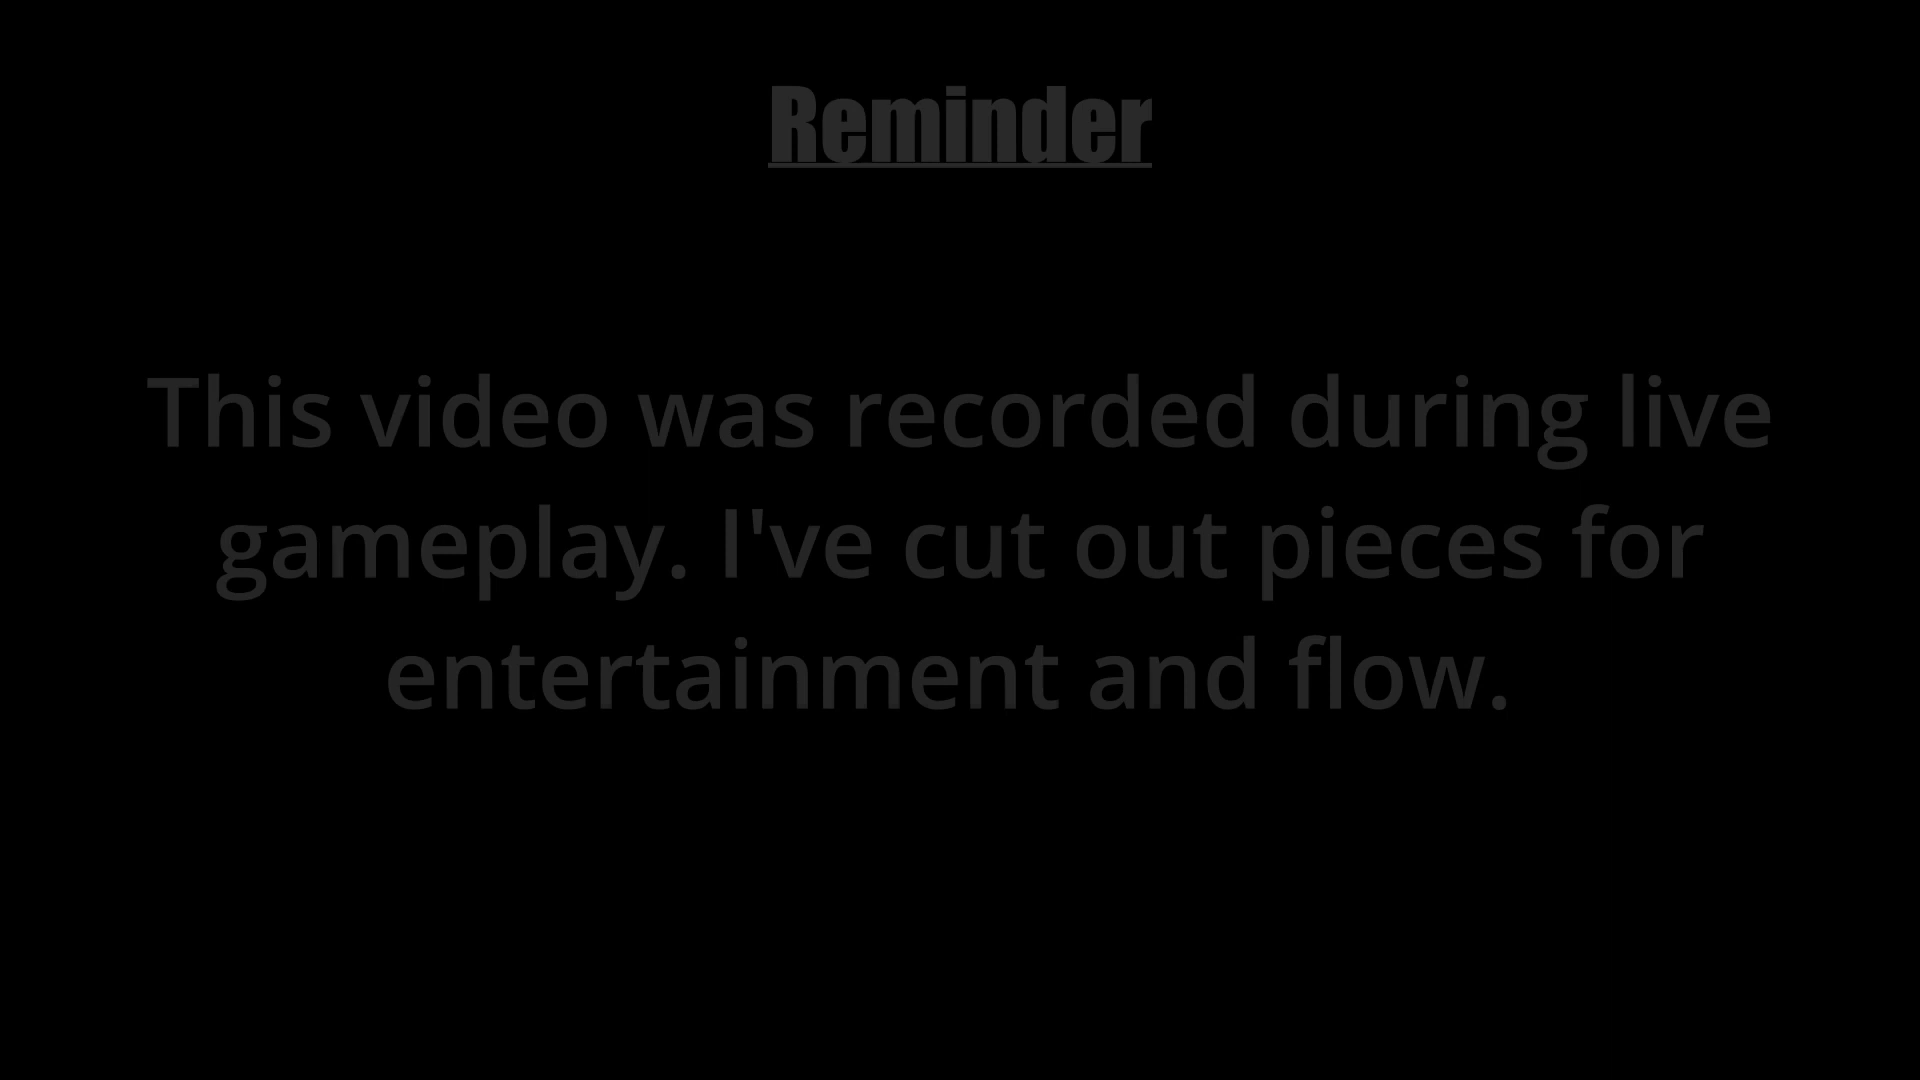 Reminder
This video was recorded during live
gameplay. I've cut out pieces for
entertainment and flow.